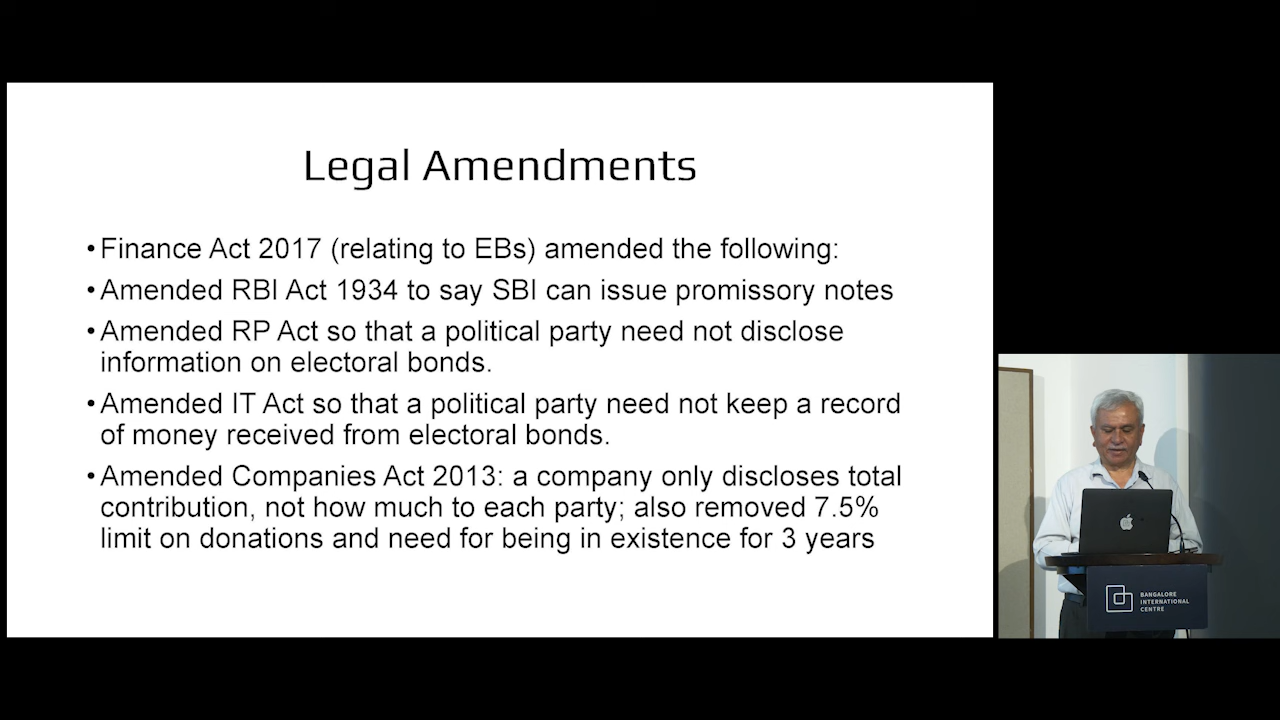 Legal Amendments
• Finance Act 2017 (relating to EBs) amended the following:
• Amended RBI Act 1934 to say SBI can issue promissory notes
• Amended RP Act so that a political party need not disclose
information on electoral bonds.
• Amended IT Act so that a political party need not keep a record
of money received from electoral bonds.
• Amended Companies Act 2013: a company only discloses total
contribution, not how much to each party; also removed 7.5%
limit on donations and need for being in existence for 3 years
BANGALORE
INTERNATIONAL
CENTRE